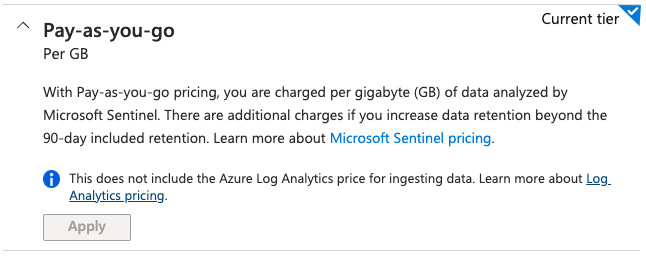 Current tier
Pay-as-you-go
Per GB
With Pay-as-you-go pricing, you are charged per gigabyte (GB) of data analyzed by
Microsoft Sentinel. There are additional charges if you increase data retention beyond the
90-day included retention. Learn more about Microsoft Sentinel pricing.
This does not include the Azure Log Analytics price for ingesting data. Learn more about Log
Analytics pricing.
Apply